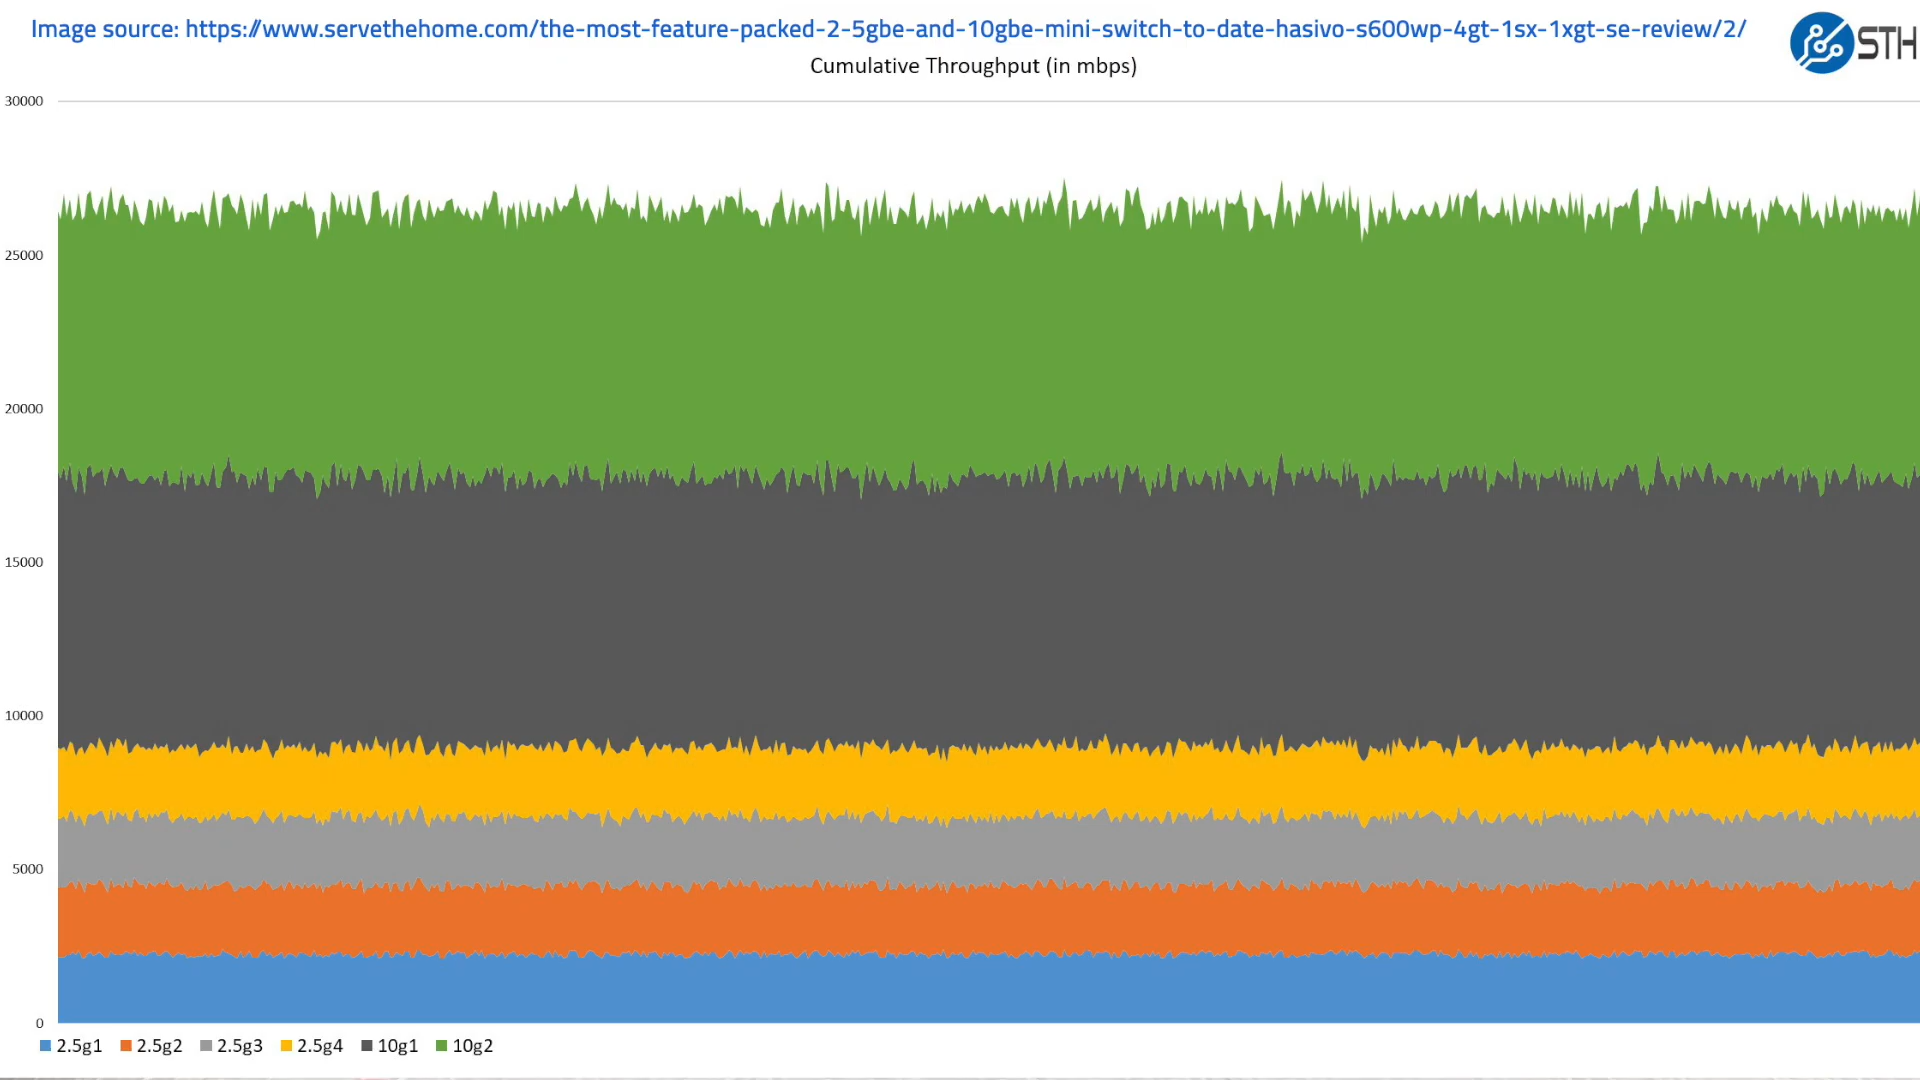 Image source: https://www.servethehome.com/the-most-feature-packed-2-5gbe-and-10gbe-mini-switch-to-date-hasivo-s600wp-4gt-1sx-1xgt-se-review/2/
STH
Cumulative Throughput (in mbps)
30000
25000
20000
15000
10000
5000
0
2.5g1 2.5g2 2.5g3 2.5g4 10g1 10g2